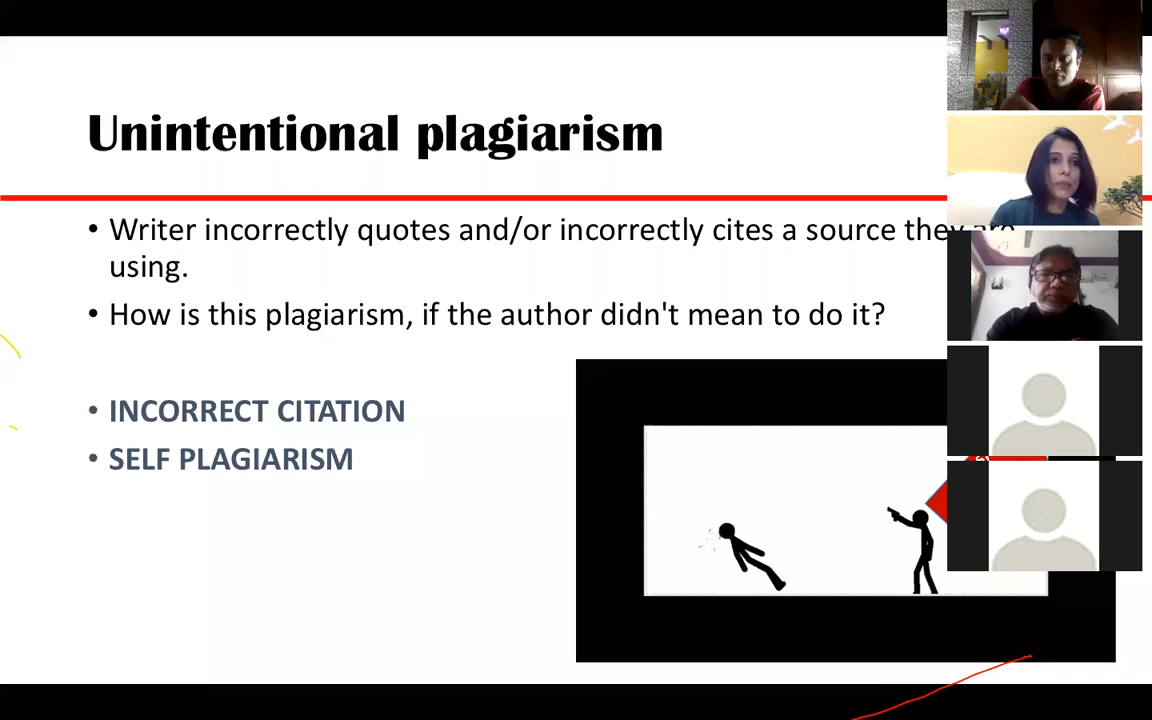 Unintentional plagiarism
• Writer incorrectly quotes and/or incorrectly cites a source they are
using.
• How is this plagiarism, if the author didn't mean to do it?
• INCORRECT CITATION
• SELF PLAGIARISM